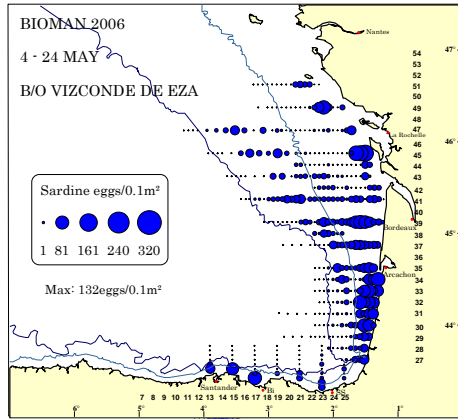 BIOMAN 2006
Nantes
47°
4 - 24 MAY
54
53
52
B/O VIZCONDE DE EZA
51
50
49
48
47
La Rochelle
46
46°
45
44
43
Sardine eggs/0.1m²
42
41
40
39
Bordeaux
38
45°
1 81 161 240 320
37
36
35
Arcachon
Max: 132eggs/0.1m²
34
33
32
31
30
44°
29
28
27
Santander
Bi
SS
7 8 9 10 11 12 13 14 15 16 17 18 19 20 21 22 23 24 25
6° 5° 4° 3° 2° 1°